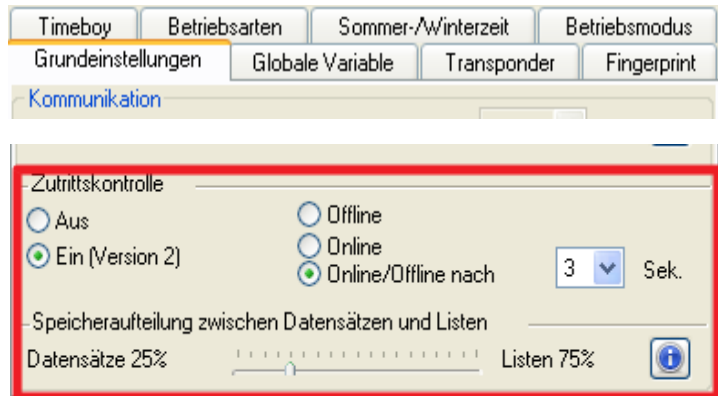 Timeboy Betriebsarten Sommer-/Winterzeit Betriebsmodus
Grundeinstellungen Globale Variable Transponder Fingerprint
Kommunikation
Zutrittskontrolle
Aus Offline
Ein (Version 2) Online
Online/Offline nach 3 Sek.
Speicheraufteilung zwischen Datensätzen und Listen
Datensätze 25% Listen 75%